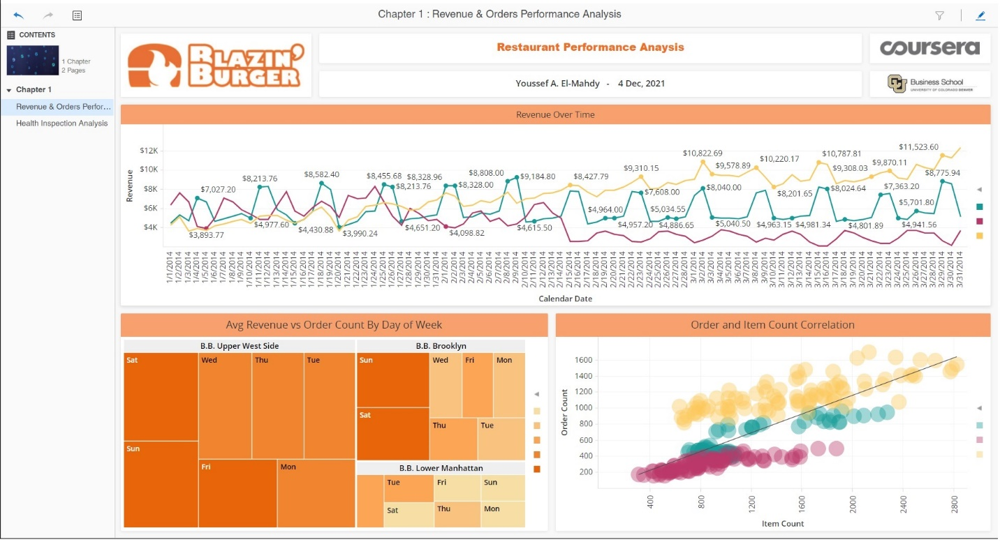 Chapter 1 : Revenue & Orders Performance Analysis
CONTENTS
1 Chapter
2 Pages
Chapter 1
Revenue & Orders Perfor...
Health Inspection Analysis
BLAZIN' BURGER
Restaurant Performance Anaysis
Youssef A. El-Mahdy - 4 Dec, 2021
coursera
CU
Business School
UNIVERSITY OF COLORADO DENVER
Revenue Over Time
Revenue
$12K
$10K
$8K
$6K
$4K
$3,893.77
$7,027.20
$8,213.76
$4,977.60
$4,430.88
$8,582.40
$3,990.24
$8,455.68
$8,213.76
$8,328.96
$4,651.20
$8,328.00
$4,098.82
$8,808.00
$9,184.80
$4,615.50
$8,427.79
$4,964.00
$9,310.15
$7,608.00
$4,957.20
$5,034.55
$4,886.65
$10,822.69
$8,040.00
$9,578.89
$5,040.50
$10,220.17
$4,963.15
$8,201.65
$4,981.34
$10,787.81
$8,024.64
$9,308.03
$4,801.89
$9,870.11
$7,363.20
$5,701.80
$4,941.56
$11,523.60
$8,775.94
1/1/2014
1/2/2014
1/3/2014
1/4/2014
1/5/2014
1/6/2014
1/7/2014
1/8/2014
1/9/2014
1/10/2014
1/11/2014
1/12/2014
1/13/2014
1/14/2014
1/15/2014
1/16/2014
1/17/2014
1/18/2014
1/19/2014
1/20/2014
1/21/2014
1/22/2014
1/23/2014
1/24/2014
1/25/2014
1/26/2014
1/27/2014
1/28/2014
1/29/2014
1/30/2014
1/31/2014
2/1/2014
2/2/2014
2/3/2014
2/4/2014
2/5/2014
2/6/2014
2/7/2014
2/8/2014
2/9/2014
2/10/2014
2/11/2014
2/12/2014
2/13/2014
2/14/2014
2/15/2014
2/16/2014
2/17/2014
2/18/2014
2/19/2014
2/20/2014
2/21/2014
2/22/2014
2/23/2014
2/24/2014
2/25/2014
2/26/2014
2/27/2014
2/28/2014
3/1/2014
3/2/2014
3/3/2014
3/4/2014
3/5/2014
3/6/2014
3/7/2014
3/8/2014
3/9/2014
3/10/2014
3/11/2014
3/12/2014
3/13/2014
3/14/2014
3/15/2014
3/16/2014
3/17/2014
3/18/2014
3/19/2014
3/20/2014
3/21/2014
3/22/2014
3/23/2014
3/24/2014
3/25/2014
3/26/2014
3/27/2014
3/28/2014
3/29/2014
3/30/2014
3/31/2014
Calendar Date
Avg Revenue vs Order Count By Day of Week
B.B. Upper West Side
Sat
Wed
Thu
Tue
Sun
Fri
Mon
B.B. Brooklyn
Sun
Wed
Fri
Mon
Sat
Thu
Tue
B.B. Lower Manhattan
Tue
Fri
Sun
Sat
Thu
Mon
Order and Item Count Correlation
Order Count
1600
1400
1200
1000
800
600
400
200
400
800
1200
1600
2000
2400
2800
Item Count